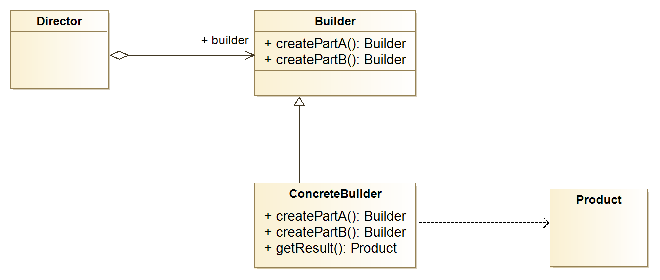 Director
+ builder
Builder
+ createPartA(): Builder
+ createPartB(): Builder
ConcreteBuilder
+ createPartA(): Builder
+ createPartB(): Builder
+ getResult(): Product
Product